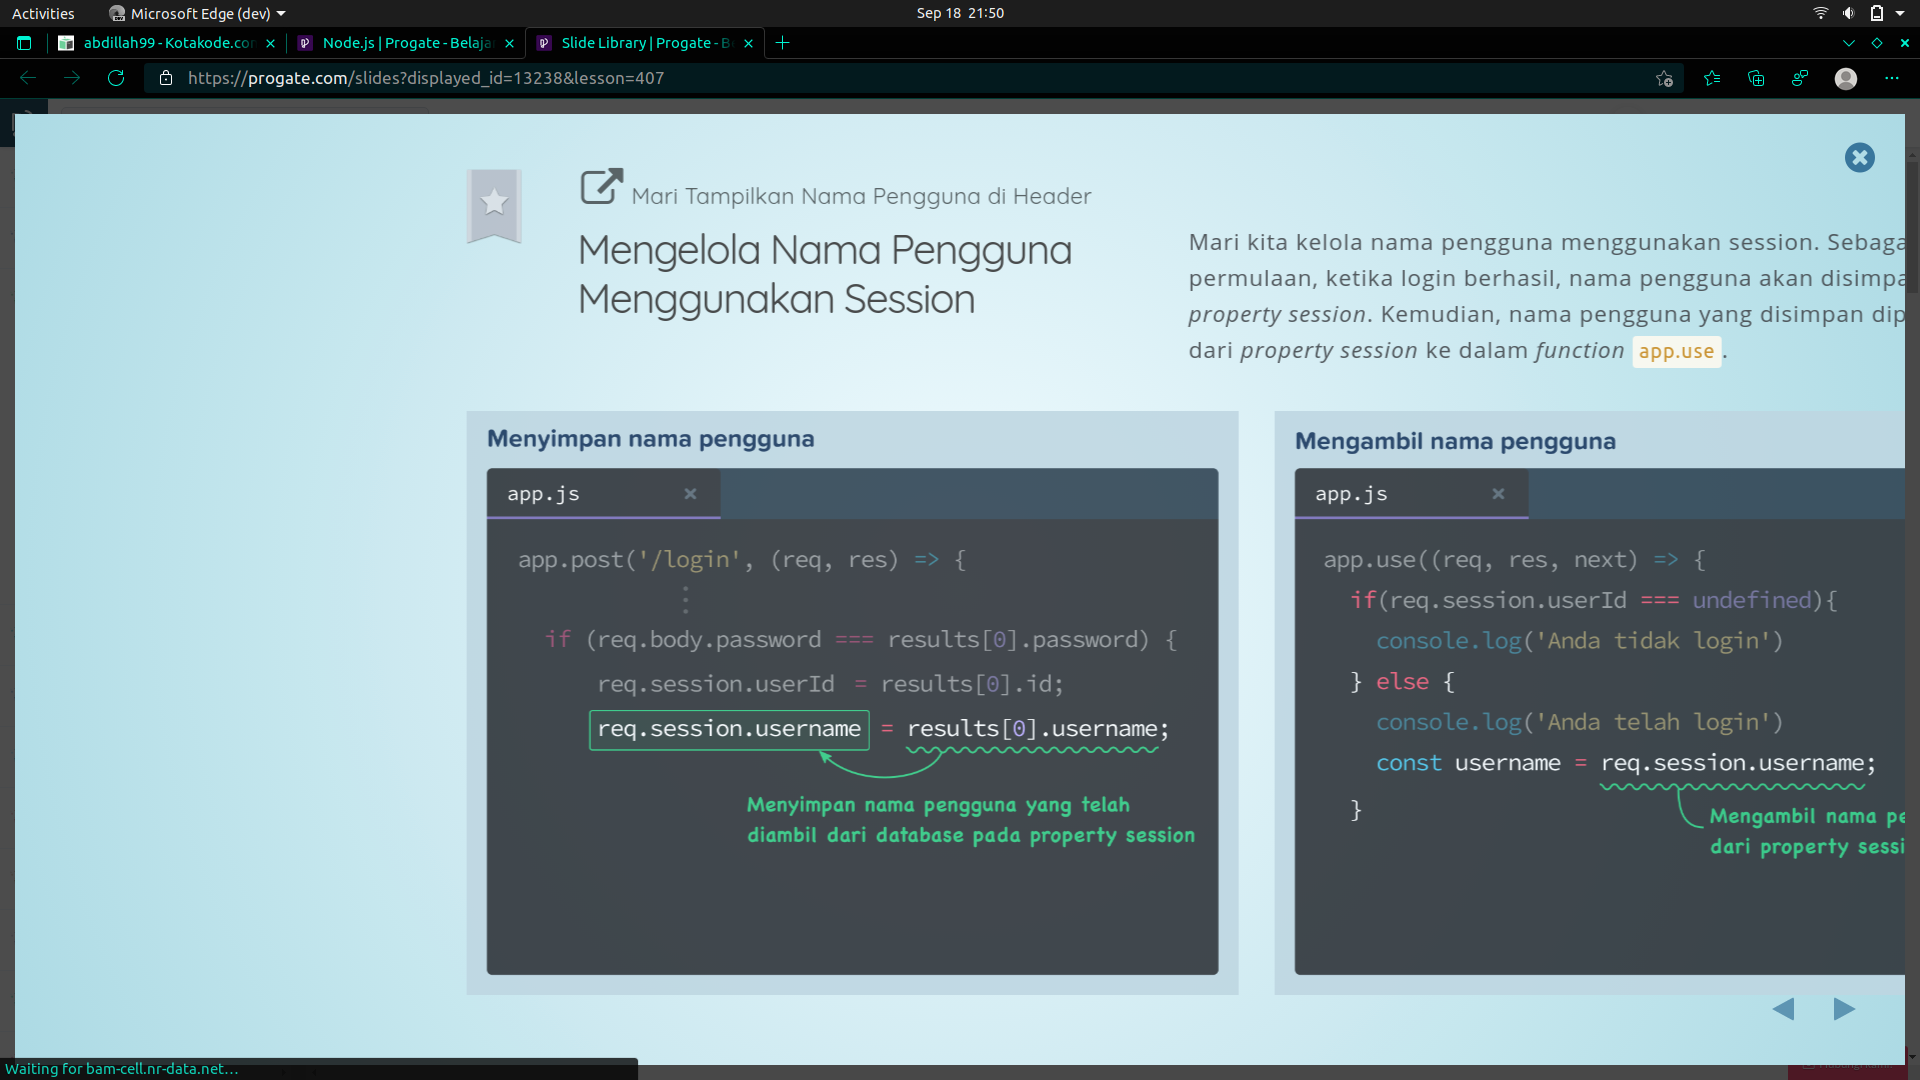 Activities
Microsoft Edge (dev)
Sep 18 21:50
abdillah99 - Kotakode.co
Node.js | Progate - Belaja
Slide Library | Progate - B
https://progate.com/slides?displayed_id=13238&lesson=407
Mari Tampilkan Nama Pengguna di Header
Mengelola Nama Pengguna
Menggunakan Session
Mari kita kelola nama pengguna menggunakan session. Sebaga
permulaan, ketika login berhasil, nama pengguna akan disimpa
property session. Kemudian, nama pengguna yang disimpan dip
dari property session ke dalam function app.use.
Menyimpan nama pengguna
app.js
app.post('/login', (req, res) => {
if (req.body.password === results[0].password) {
req.session.userId = results[0].id;
req.session.username = results[0].username;
Menyimpan nama pengguna yang telah
diambil dari database pada property session
Mengambil nama pengguna
app.js
app.use((req, res, next) => {
if(req.session.userId === undefined){
console.log('Anda tidak login')
} else {
console.log('Anda telah login')
const username = req.session.username;
}
Mengambil nama pe
dari property sessi
Waiting for bam-cell.nr-data.net...